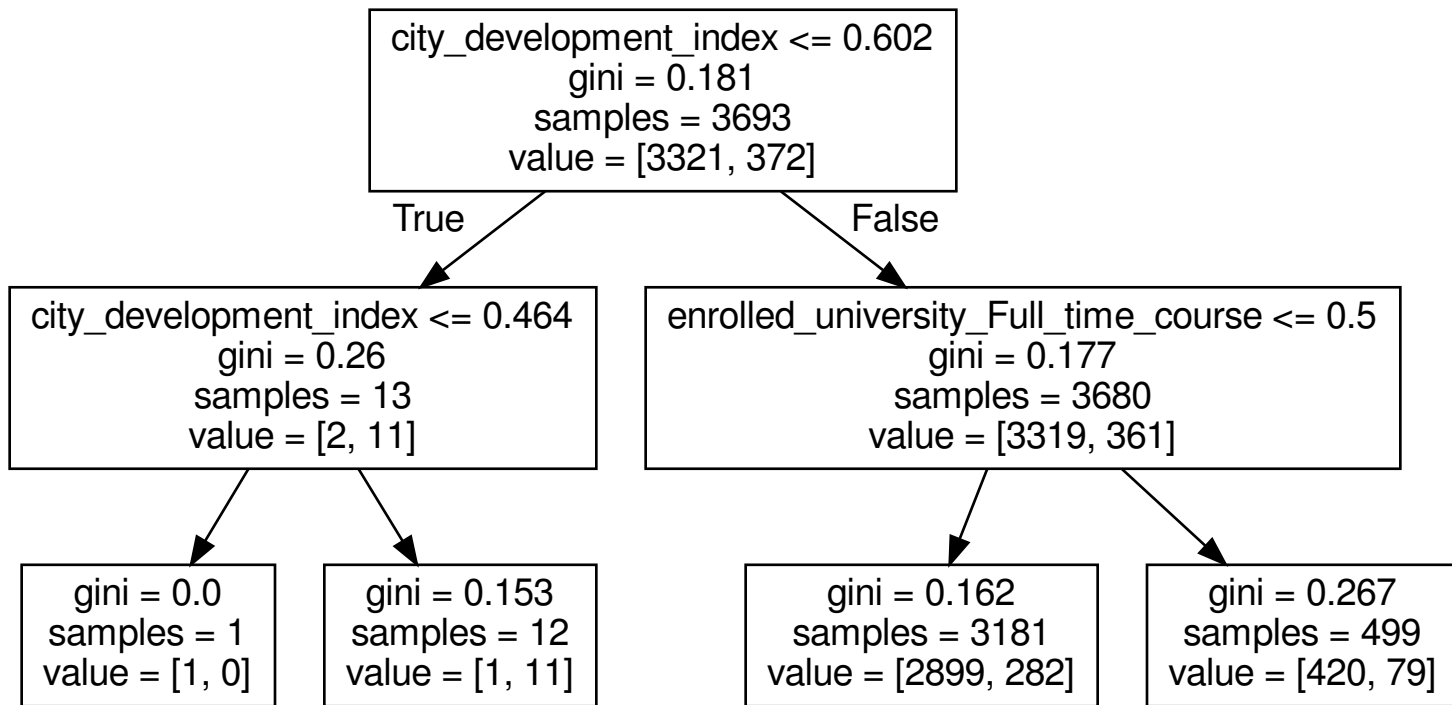 city_development_index <= 0.602
gini = 0.181
samples = 3693
value = [3321, 372]
True
False
city_development_index <= 0.464
gini = 0.26
samples = 13
value = [2, 11]
enrolled_university_Full_time_course <= 0.5
gini = 0.177
samples = 3680
value = [3319, 361]
gini = 0.0
samples = 1
value = [1, 0]
gini = 0.153
samples = 12
value = [1, 11]
gini = 0.162
samples = 3181
value = [2899, 282]
gini = 0.267
samples = 499
value = [420, 79]